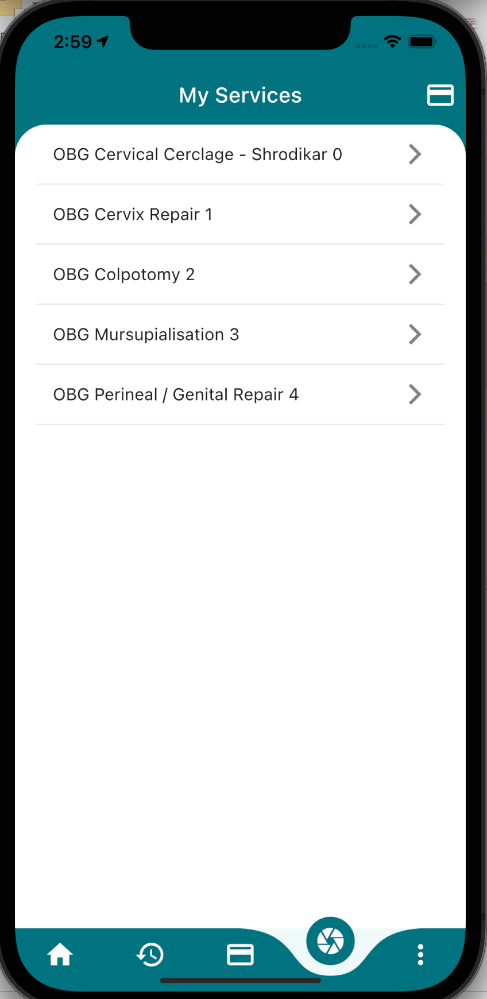 2:59
My Services
OBG Cervical Cerclage - Shrodikar 0
OBG Cervix Repair 1
OBG Colpotomy 2
OBG Mursupialisation 3
OBG Perineal / Genital Repair 4